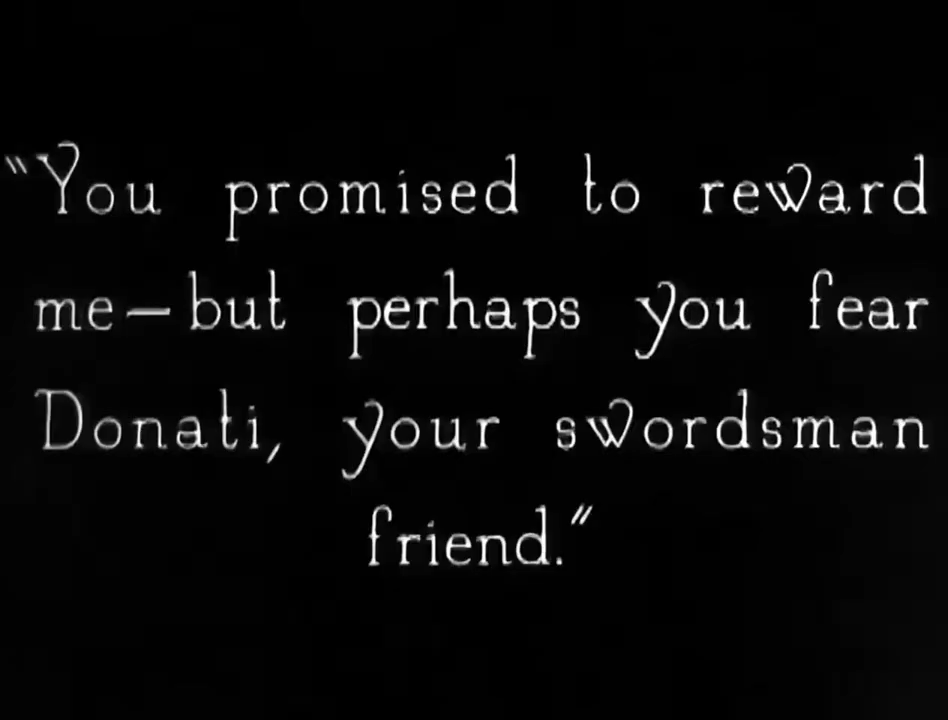 "You promised to reward
me—but perhaps you fear
Donati, your swordsman
friend."